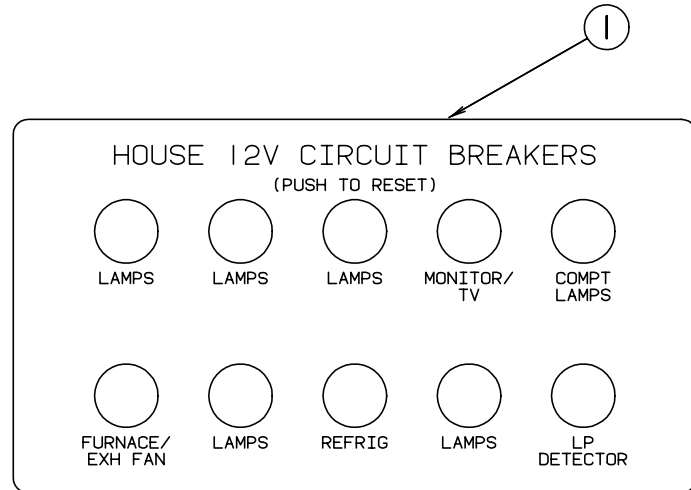 1
HOUSE 12V CIRCUIT BREAKERS
(PUSH TO RESET)
LAMPS LAMPS LAMPS MONITOR/ COMPT
TV LAMPS
FURNACE/ LAMPS REFRIG LAMPS LP
EXH FAN DETECTOR